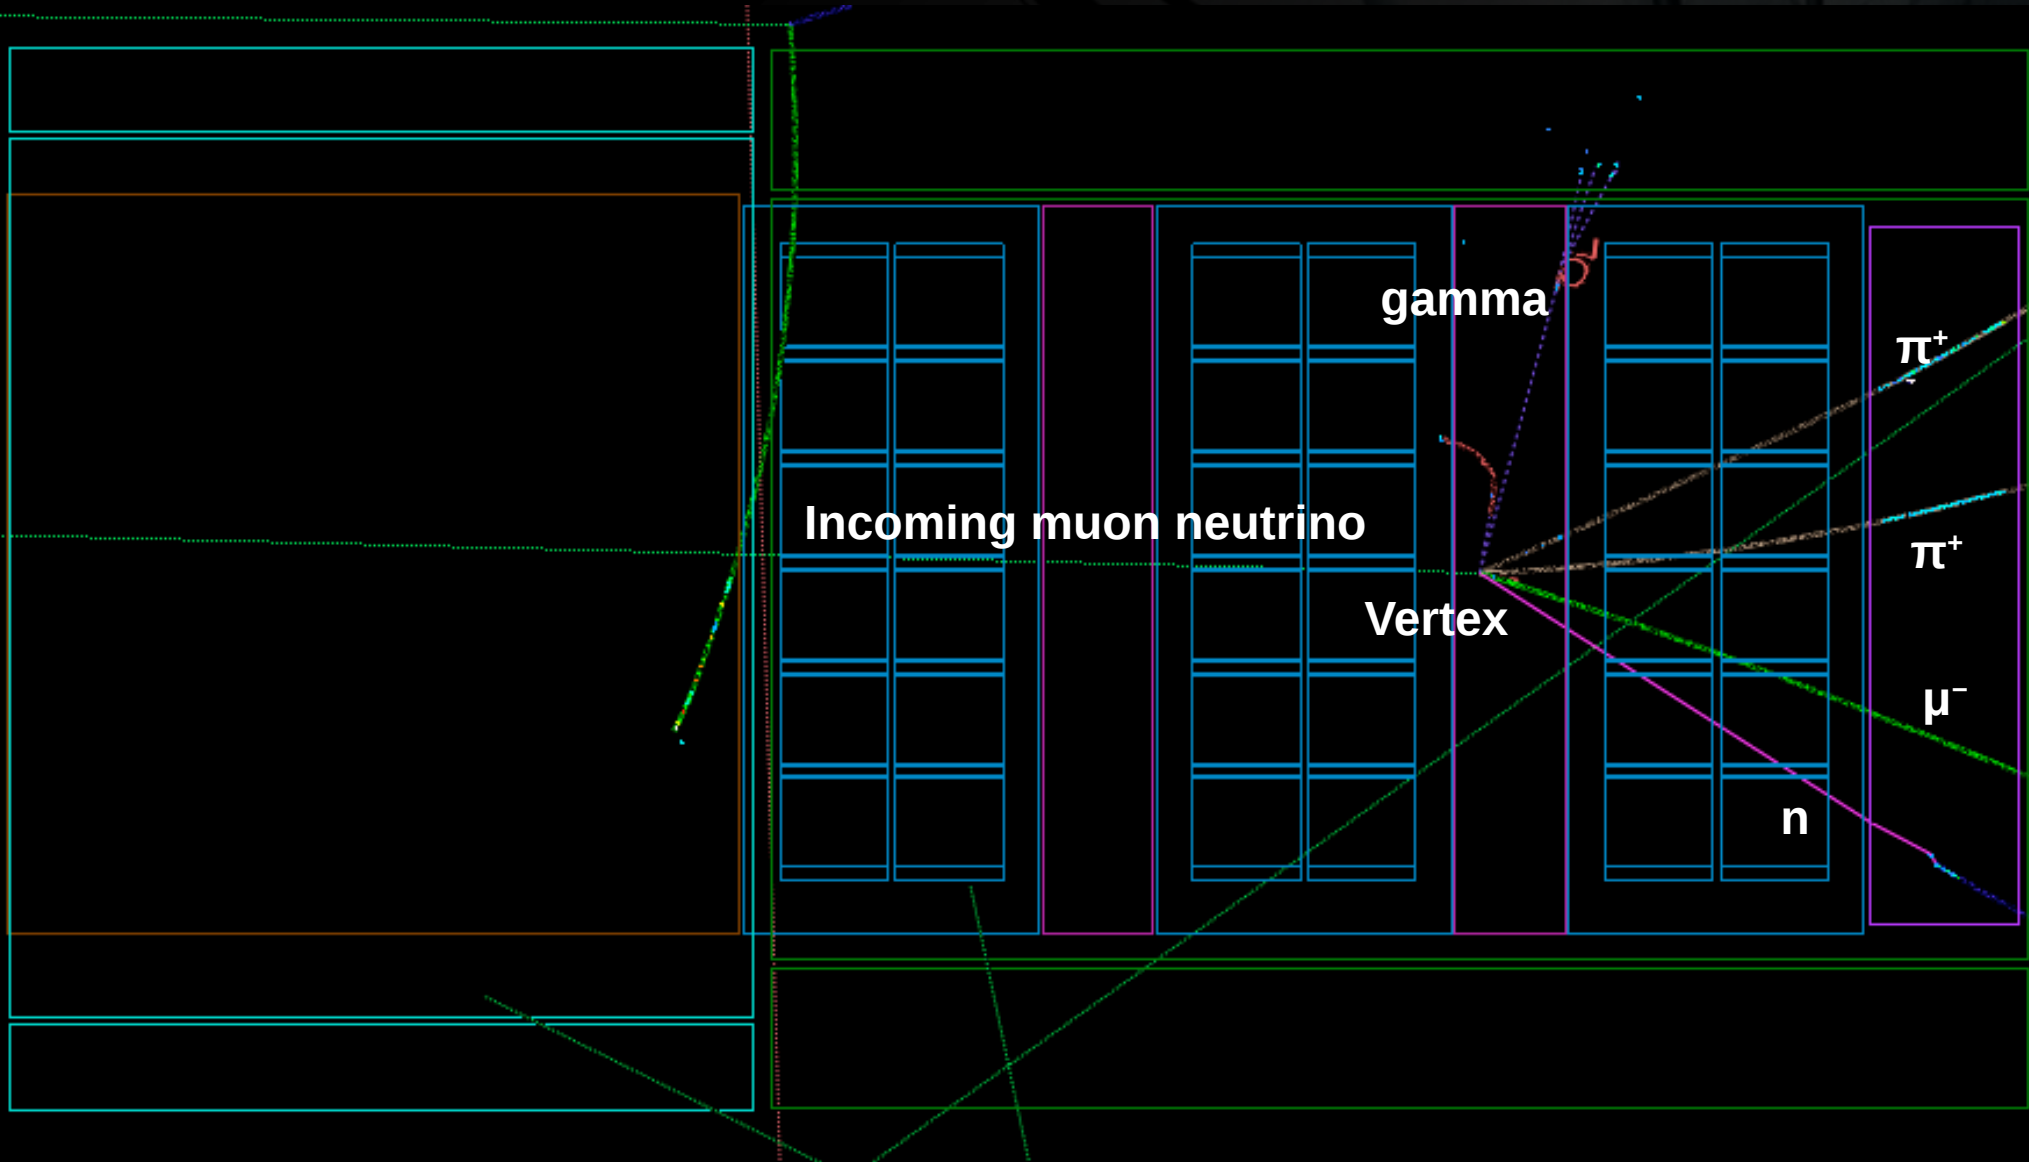 gamma
π⁺
Incoming muon neutrino
π⁺
Vertex
μ⁻
n